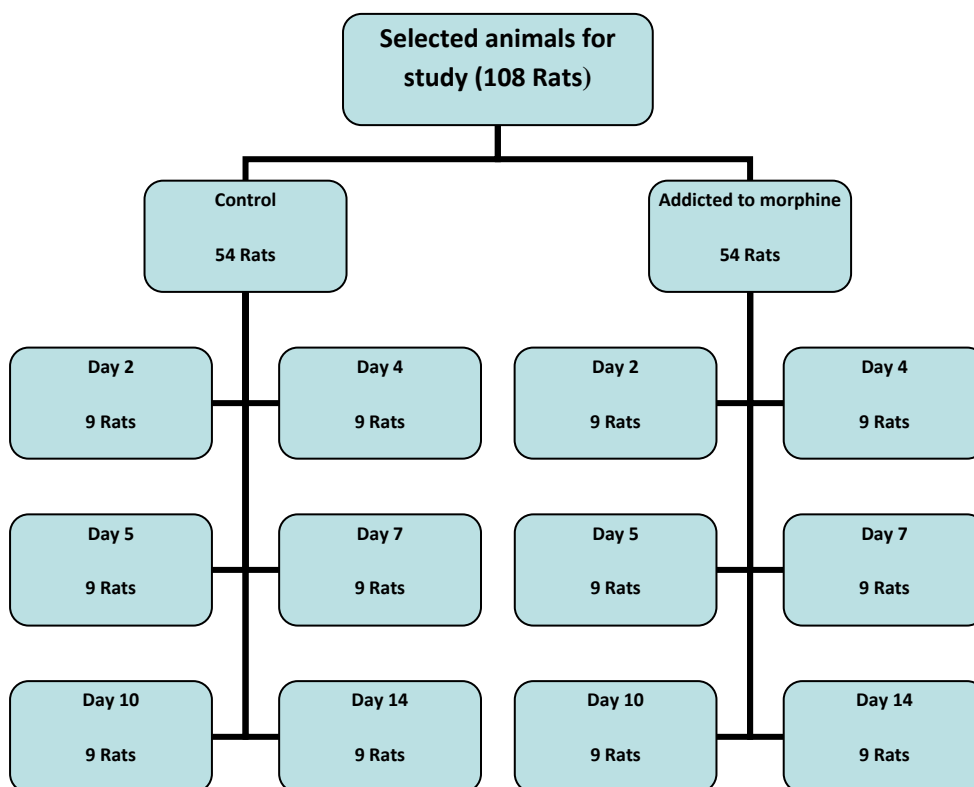 Selected animals for
study (108 Rats)
Control
54 Rats
Addicted to morphine
54 Rats
Day 2
9 Rats
Day 4
9 Rats
Day 2
9 Rats
Day 4
9 Rats
Day 5
9 Rats
Day 7
9 Rats
Day 5
9 Rats
Day 7
9 Rats
Day 10
9 Rats
Day 14
9 Rats
Day 10
9 Rats
Day 14
9 Rats